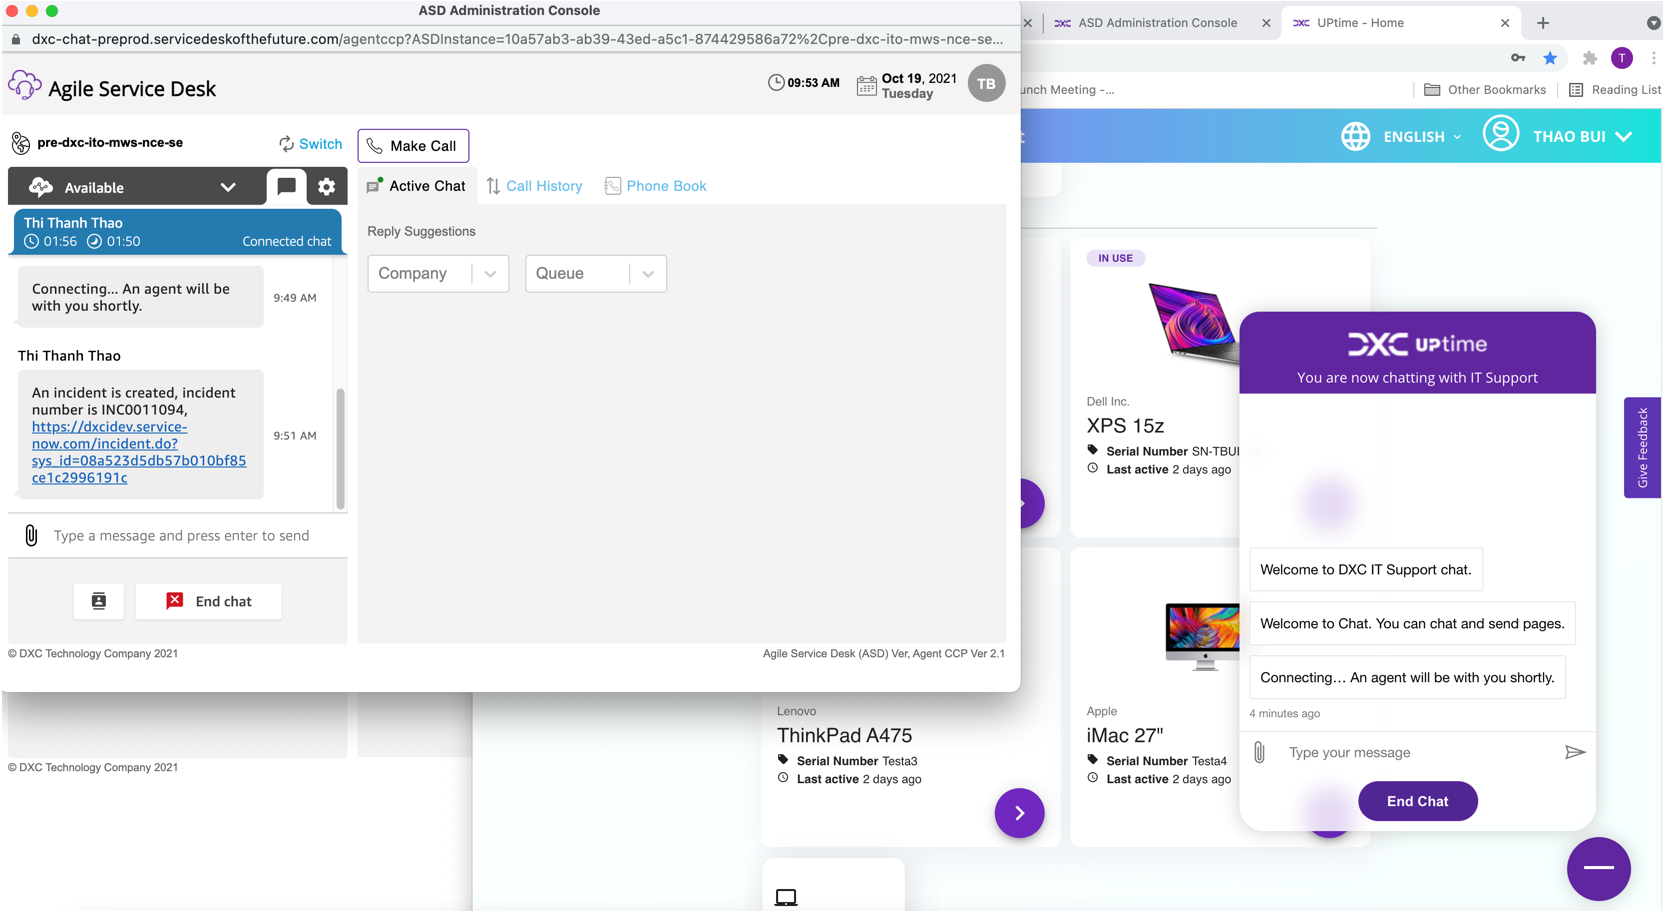 ASD Administration Console
dxc-chat-preprod.servicedeskofthefuture.com/agentccp?ASDInstance=10a57ab3-ab39-43ed-a5c1-874429586a72%2Cpre-dxc-ito-mws-nce-se...
Agile Service Desk
09:53 AM
Oct 19, 2021
Tuesday
TB
pre-dxc-ito-mws-nce-se
Switch
Make Call
Available
Active Chat
Call History
Phone Book
Thi Thanh Thao
01:56 01:50 Connected chat
Connecting... An agent will be
with you shortly.
9:49 AM
Thi Thanh Thao
An incident is created, incident
number is INC0011094,
https://dxcidev.service-
now.com/incident.do?
sys_id=08a523d5db57b010bf85
ce1c2996191c
9:51 AM
Type a message and press enter to send
End chat
Reply Suggestions
Company
Queue
© DXC Technology Company 2021
Agile Service Desk (ASD) Ver, Agent CCP Ver 2.1
© DXC Technology Company 2021
ASD Administration Console
UPtime - Home
T
unch Meeting -...
Other Bookmarks
Reading List
ENGLISH
THAO BUI
IN USE
Dell Inc.
XPS 15z
Serial Number SN-TBUI
Last active 2 days ago
Lenovo
ThinkPad A475
Serial Number Testa3
Last active 2 days ago
Apple
iMac 27"
Serial Number Testa4
Last active 2 days ago
DXC UPtime
You are now chatting with IT Support
Welcome to DXC IT Support chat.
Welcome to Chat. You can chat and send pages.
Connecting... An agent will be with you shortly.
4 minutes ago
Type your message
End Chat
Give Feedback